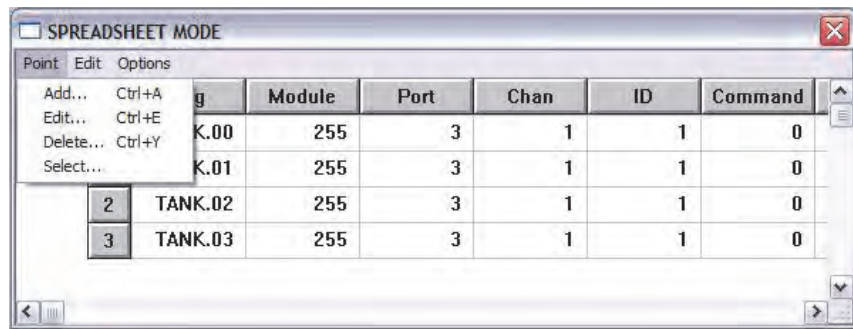 SPREADSHEET MODE
Point Edit Options
Add... Ctrl+A
Edit... Ctrl+E
Delete... Ctrl+Y
Select...
Module Port Chan ID Command
K.00 255 3 1 1 0
K.01 255 3 1 1 0
2 TANK.02 255 3 1 1 0
3 TANK.03 255 3 1 1 0